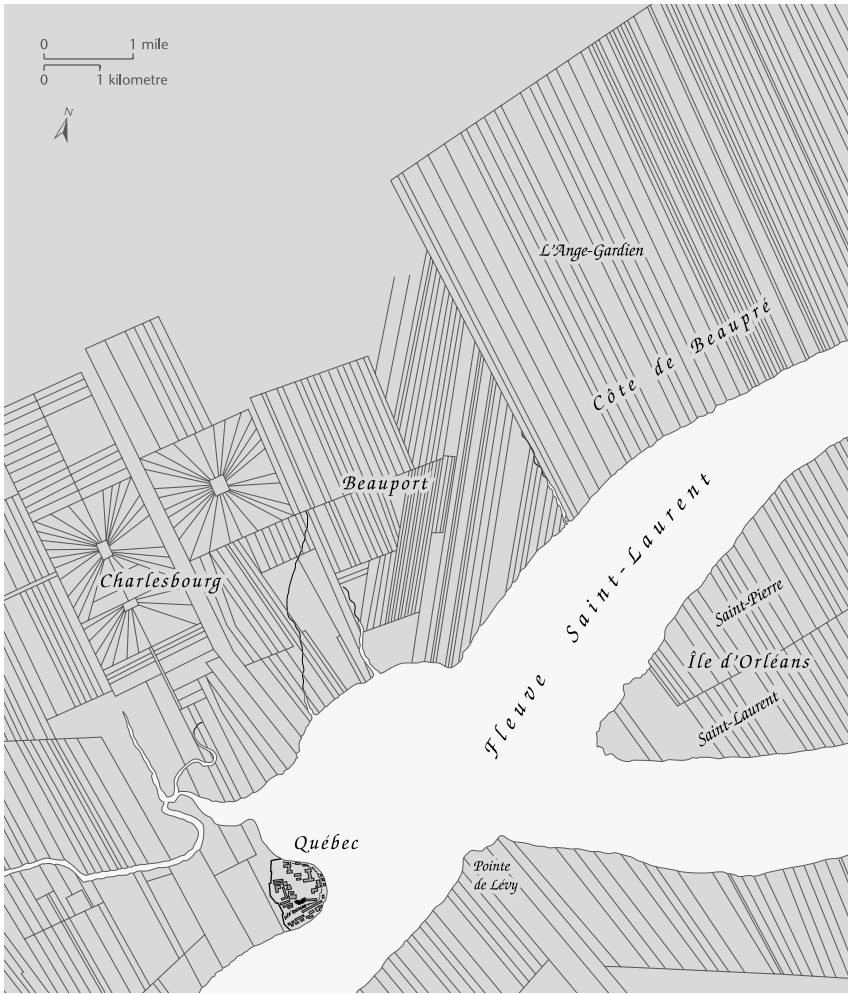 0 1 mile
0 1 kilometre
N
L'Ange-Gardien
Côte de Beaupré
Beauport
Fleuve Saint-Laurent
Charlesbourg
Saint-Pierre
Île d'Orléans
Saint-Laurent
Québec
Pointe
de Lévy